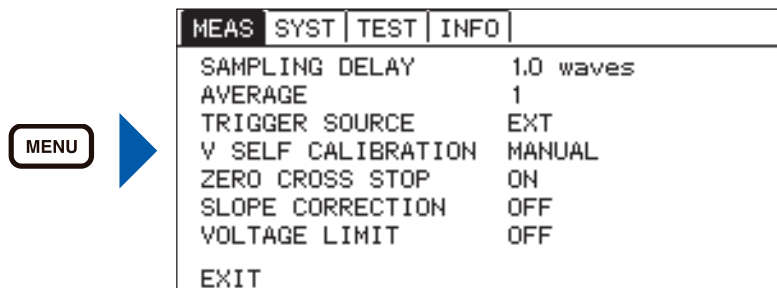 MENU
MEAS SYST TEST INFO
SAMPLING DELAY 1.0 waves
AVERAGE 1
TRIGGER SOURCE EXT
V SELF CALIBRATION MANUAL
ZERO CROSS STOP ON
SLOPE CORRECTION OFF
VOLTAGE LIMIT OFF
EXIT